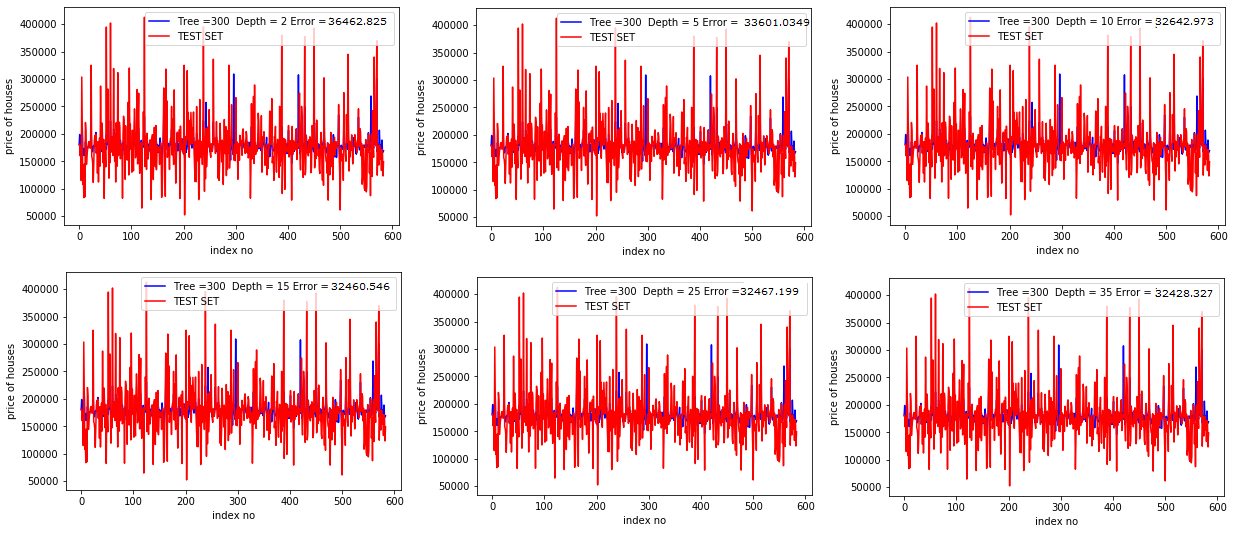 Tree =300 Depth = 2 Error = 36462.825
TEST SET
400000
350000
300000
250000
200000
150000
100000
50000
price of houses
0 100 200 300 400 500 600
index no
Tree =300 Depth = 5 Error = 33601.0349
TEST SET
400000
350000
300000
250000
200000
150000
100000
50000
price of houses
0 100 200 300 400 500 600
index no
Tree =300 Depth = 10 Error = 32642.973
TEST SET
400000
350000
300000
250000
200000
150000
100000
50000
price of houses
0 100 200 300 400 500 600
index no
Tree =300 Depth = 15 Error = 32460.546
TEST SET
400000
350000
300000
250000
200000
150000
100000
50000
price of houses
0 100 200 300 400 500 600
index no
Tree =300 Depth = 25 Error = 32467.199
TEST SET
400000
350000
300000
250000
200000
150000
100000
50000
price of houses
0 100 200 300 400 500 600
index no
Tree =300 Depth = 35 Error = 32428.327
TEST SET
400000
350000
300000
250000
200000
150000
100000
50000
price of houses
0 100 200 300 400 500 600
index no